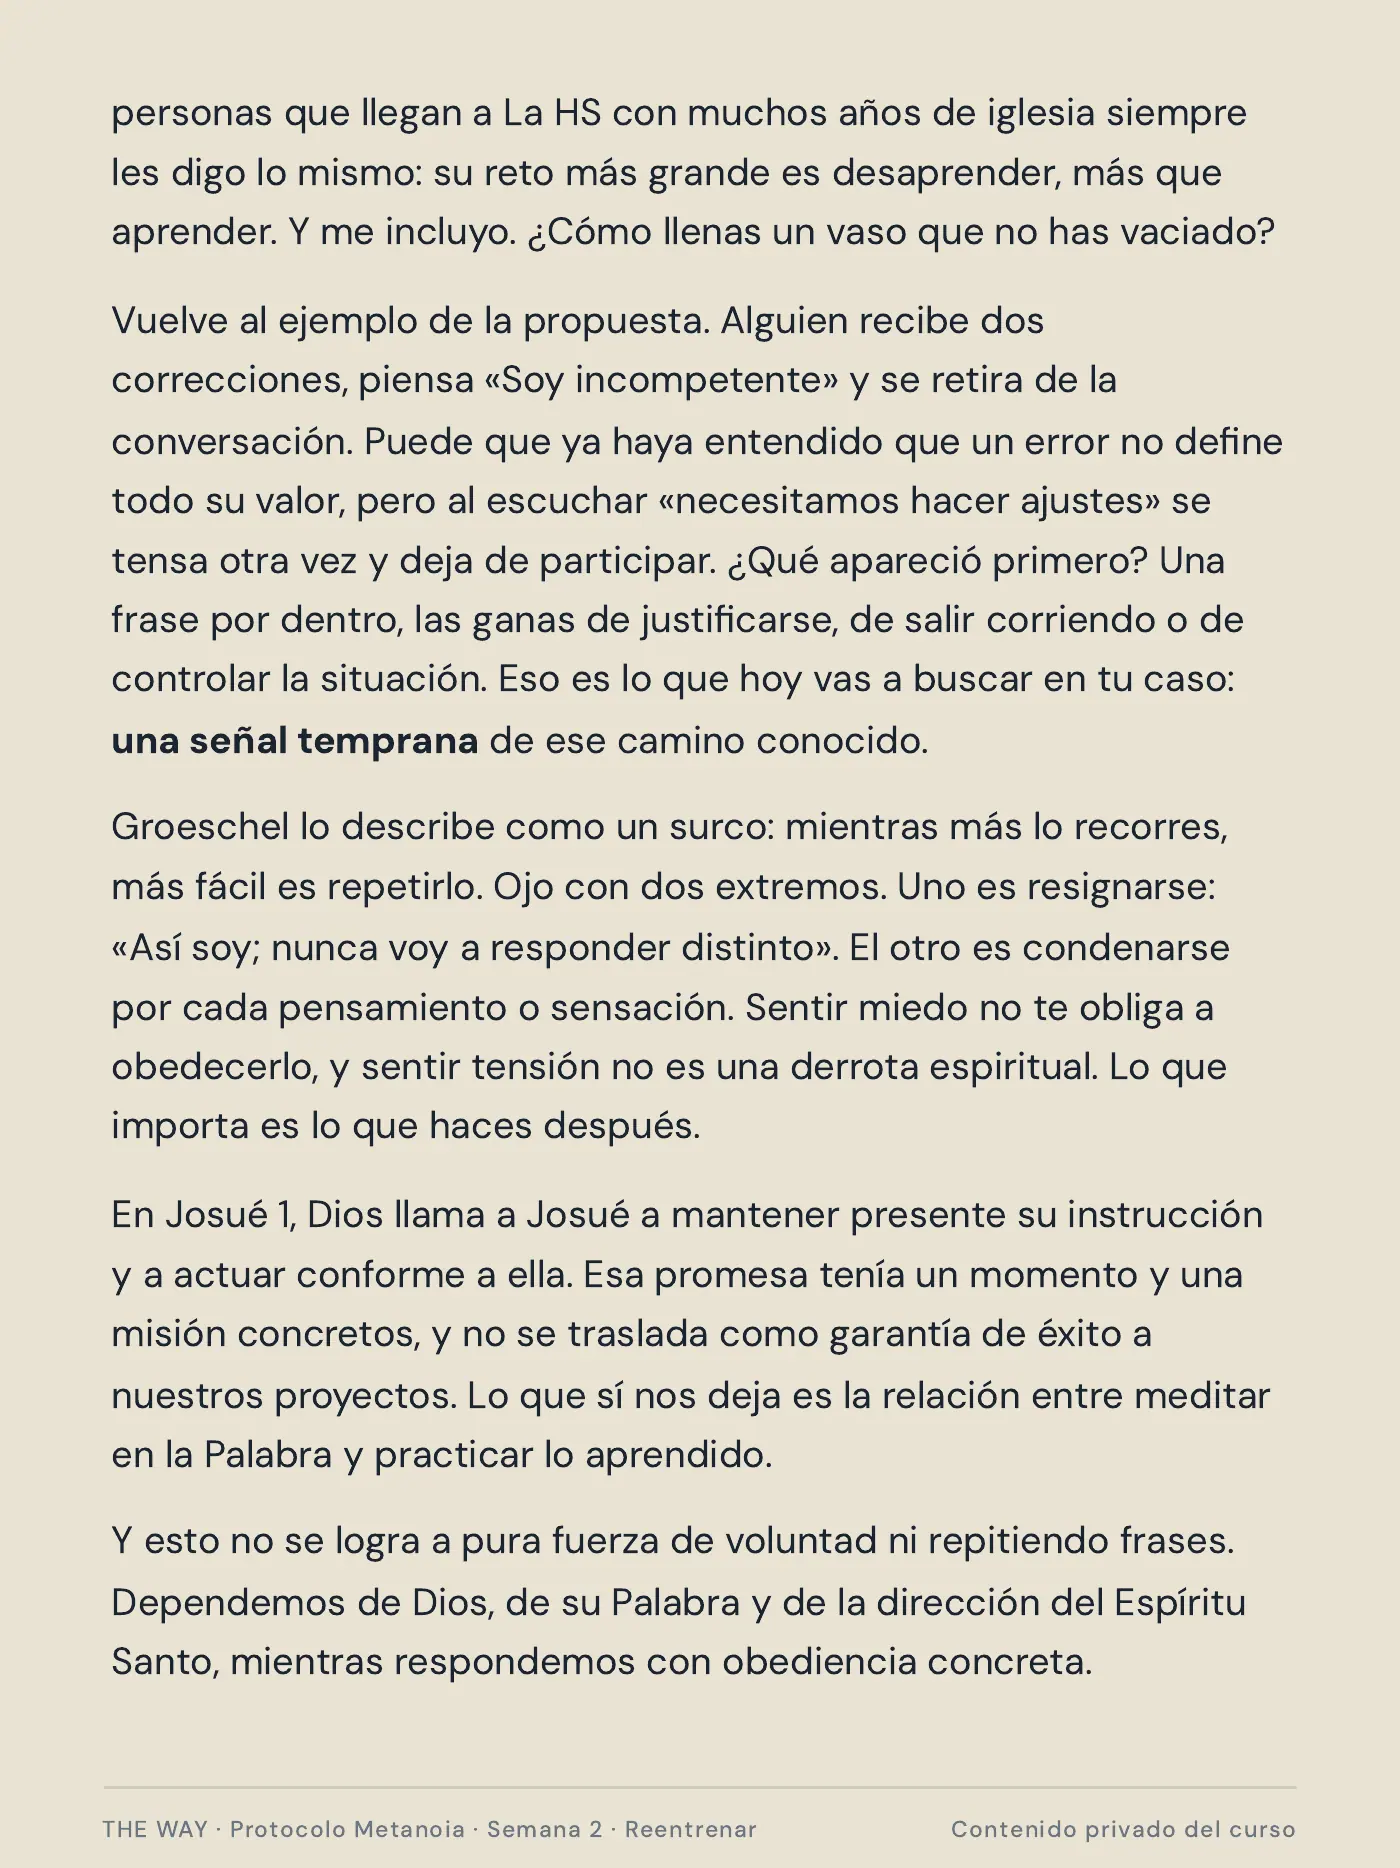 personas que llegan a La HS con muchos años de iglesia siempre
les digo lo mismo: su reto más grande es desaprender, más que
aprender. Y me incluyo. ¿Cómo llenas un vaso que no has vaciado?
Vuelve al ejemplo de la propuesta. Alguien recibe dos
correcciones, piensa «Soy incompetente» y se retira de la
conversación. Puede que ya haya entendido que un error no define
todo su valor, pero al escuchar «necesitamos hacer ajustes» se
tensa otra vez y deja de participar. ¿Qué apareció primero? Una
frase por dentro, las ganas de justificarse, de salir corriendo o de
controlar la situación. Eso es lo que hoy vas a buscar en tu caso:
una señal temprana de ese camino conocido.
Groeschel lo describe como un surco: mientras más lo recorres,
más fácil es repetirlo. Ojo con dos extremos. Uno es resignarse:
«Así soy; nunca voy a responder distinto». El otro es condenarse
por cada pensamiento o sensación. Sentir miedo no te obliga a
obedecerlo, y sentir tensión no es una derrota espiritual. Lo que
importa es lo que haces después.
En Josué 1, Dios llama a Josué a mantener presente su instrucción
y a actuar conforme a ella. Esa promesa tenía un momento y una
misión concretos, y no se traslada como garantía de éxito a
nuestros proyectos. Lo que sí nos deja es la relación entre meditar
en la Palabra y practicar lo aprendido.
Y esto no se logra a pura fuerza de voluntad ni repitiendo frases.
Dependemos de Dios, de su Palabra y de la dirección del Espíritu
Santo, mientras respondemos con obediencia concreta.
THE WAY · Protocolo Metanoia · Semana 2 · Reentrenar
Contenido privado del curso